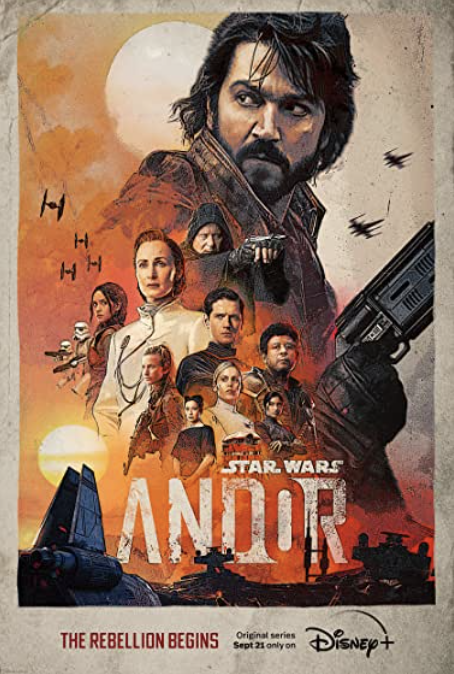 STAR WARS
ANDOR
THE REBELLION BEGINS
Original series
Sept 21 only on
Disney+